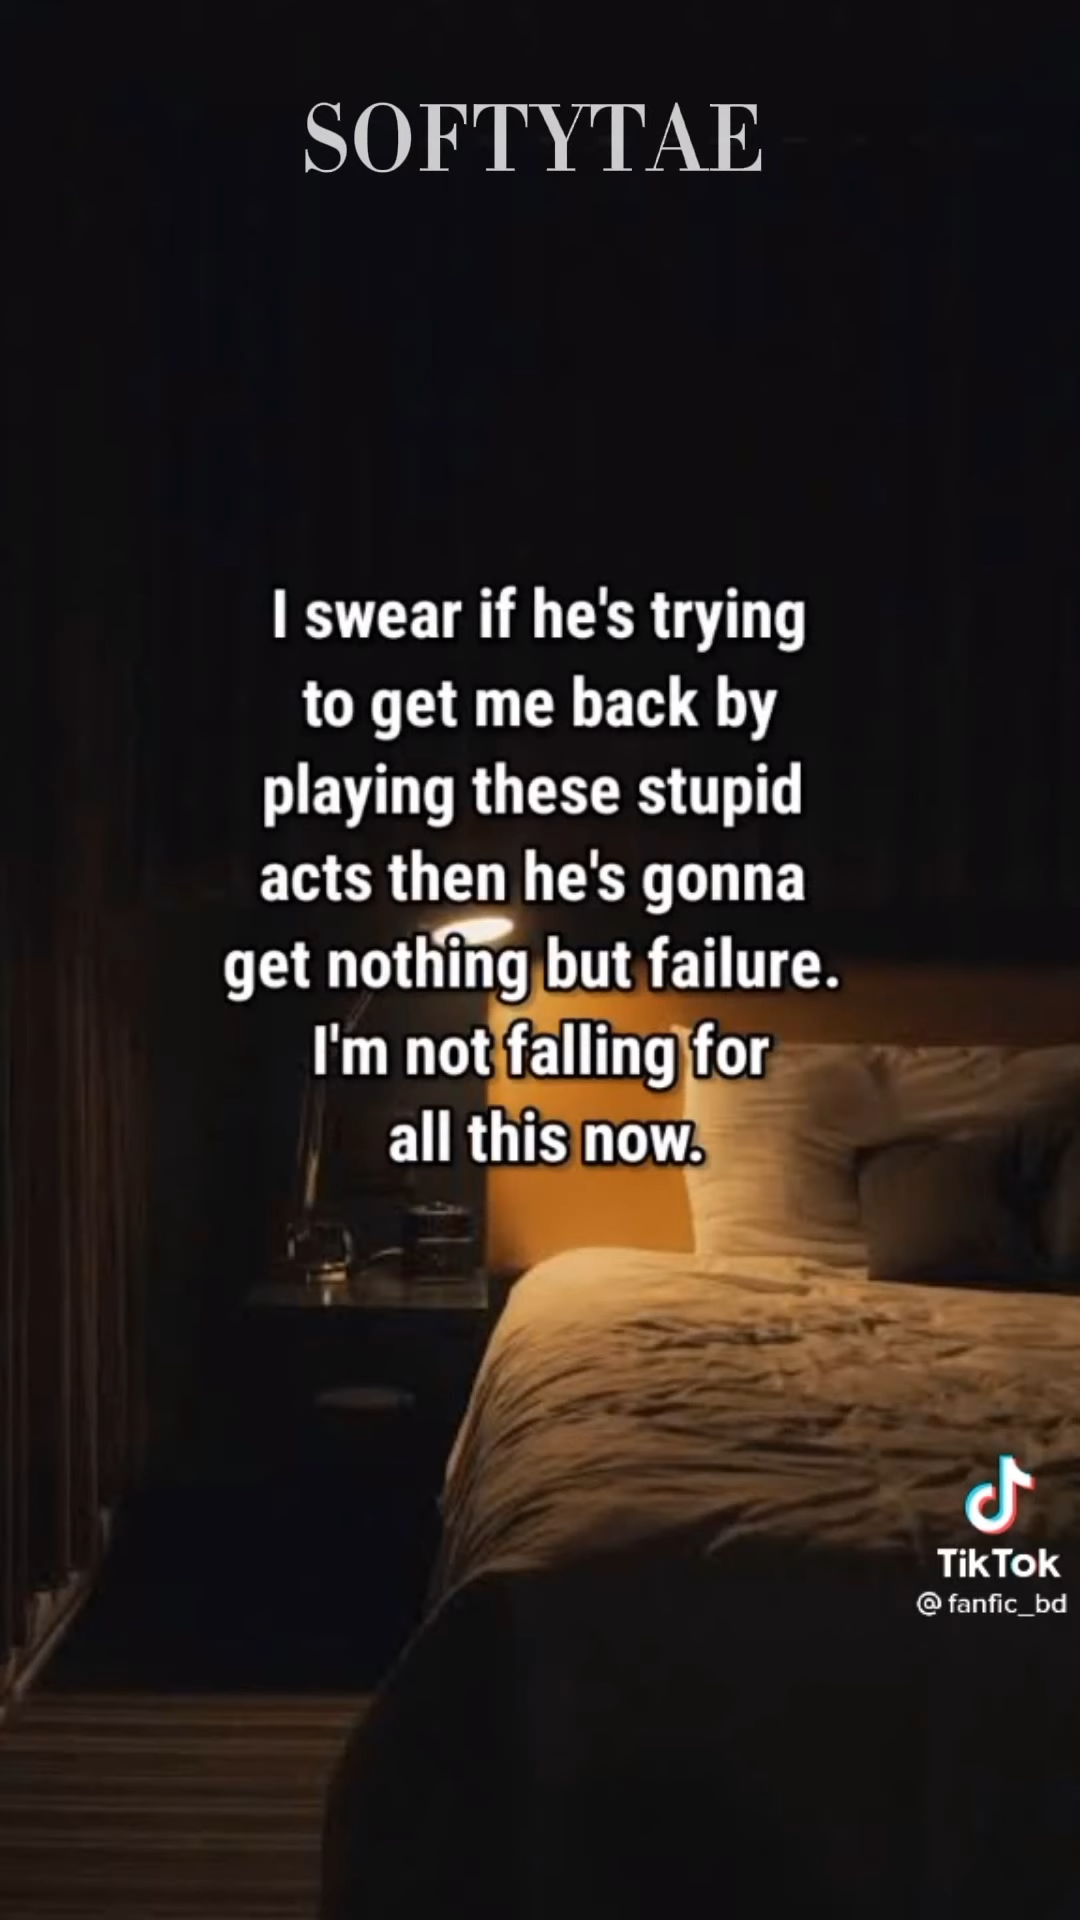 SOFTYTAE
I swear if he's trying
to get me back by
playing these stupid
acts then he's gonna
get nothing but failure.
I'm not falling for
all this now.
TikTok
@fanfic_bd